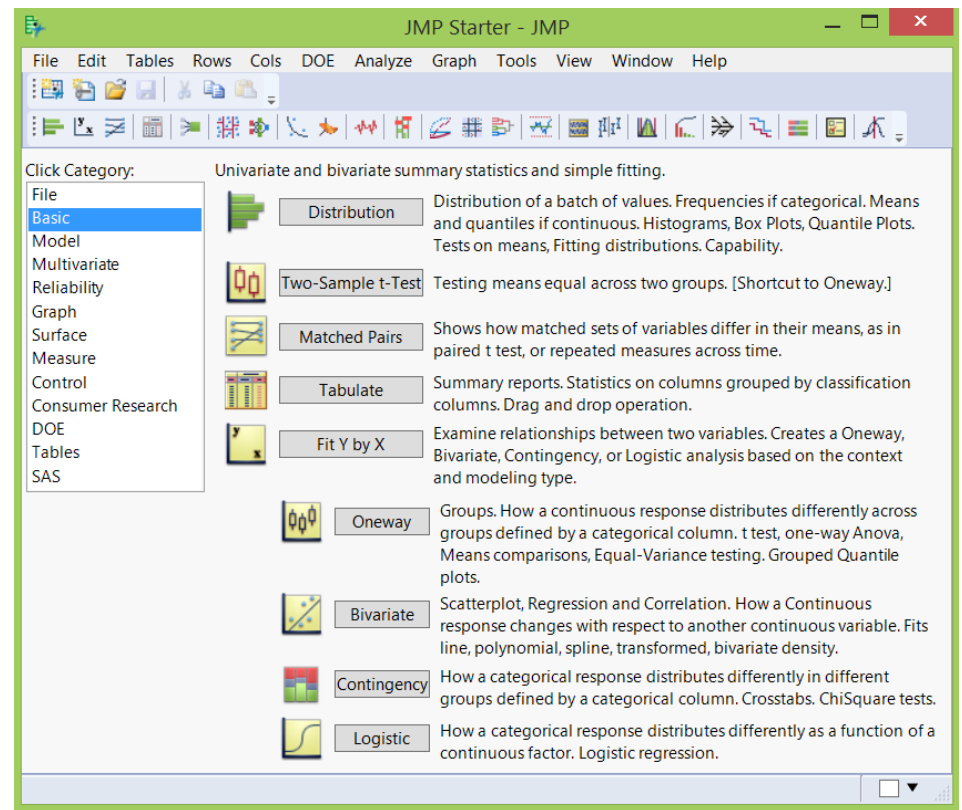 JMP Starter - JMP
File Edit Tables Rows Cols DOE Analyze Graph Tools View Window Help
Click Category:
File
Basic
Model
Multivariate
Reliability
Graph
Surface
Measure
Control
Consumer Research
DOE
Tables
SAS
Univariate and bivariate summary statistics and simple fitting.
Distribution
Distribution of a batch of values. Frequencies if categorical. Means
and quantiles if continuous. Histograms, Box Plots, Quantile Plots.
Tests on means, Fitting distributions. Capability.
Two-Sample t-Test
Testing means equal across two groups. [Shortcut to Oneway.]
Matched Pairs
Shows how matched sets of variables differ in their means, as in
paired t test, or repeated measures across time.
Tabulate
Summary reports. Statistics on columns grouped by classification
columns. Drag and drop operation.
Fit Y by X
Examine relationships between two variables. Creates a Oneway,
Bivariate, Contingency, or Logistic analysis based on the context
and modeling type.
Oneway
Groups. How a continuous response distributes differently across
groups defined by a categorical column. t test, one-way Anova,
Means comparisons, Equal-Variance testing. Grouped Quantile
plots.
Bivariate
Scatterplot, Regression and Correlation. How a Continuous
response changes with respect to another continuous variable. Fits
line, polynomial, spline, transformed, bivariate density.
Contingency
How a categorical response distributes differently in different
groups defined by a categorical column. Crosstabs. ChiSquare tests.
Logistic
How a categorical response distributes differently as a function of a
continuous factor. Logistic regression.